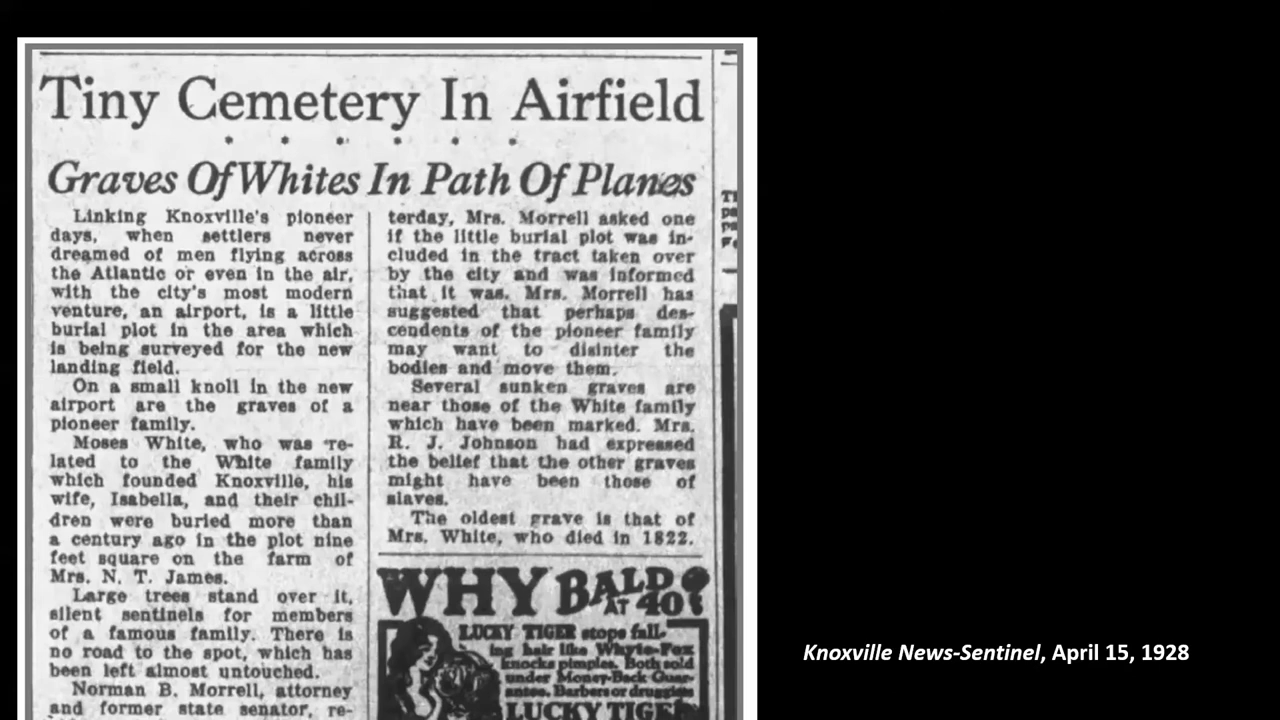 Tiny Cemetery In Airfield
Graves Of Whites In Path Of Planes
Linking Knoxville's pioneer
days, when settlers never
dreamed of men flying across
the Atlantic or even in the air,
with the city's most modern
venture, an airport, is a little
burial plot in the area which
is being surveyed for the new
landing field.
On a small knoll in the new
airport are the graves of a
pioneer family.
Moses White, who was re-
lated to the White family
which founded Knoxville, his
wife, Isabella, and their chil-
dren were buried more than
a century ago in the plot nine
feet square on the farm of
Mrs. N. T. James.
Large trees stand over it,
silent sentinels for members
of a famous family. There is
no road to the spot, which has
been left almost untouched.
Norman B. Morrell, attorney
and former state senator, re-
terday, Mrs. Morrell asked one
if the little burial plot was in-
cluded in the tract taken over
by the city and was informed
that it was. Mrs. Morrell has
suggested that perhaps des-
cendents of the pioneer family
may want to disinter the
bodies and move them.
Several sunken graves are
near those of the White family
which have been marked. Mrs.
R. J. Johnson had expressed
the belief that the other graves
might have been those of
slaves.
The oldest grave is that of
Mrs. White, who died in 1822.
WHY BALD
AT 40?
LUCKY TIGER stops fall-
ing hair like Whyte-Fox
knocks pimples. Both sold
under Money-Back Guar-
antee. Barbers or druggists
LUCKY TIGER
Knoxville News-Sentinel, April 15, 1928